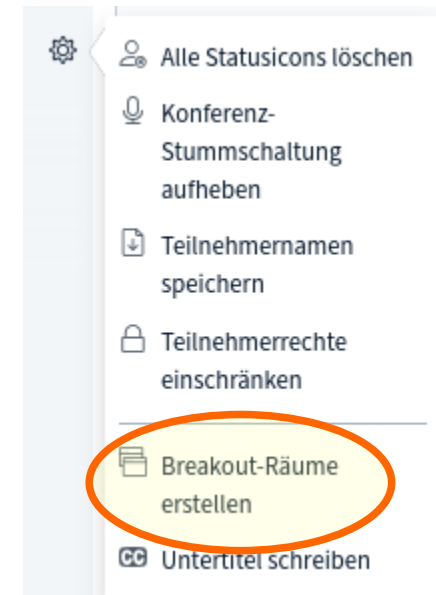 Alle Statusicons löschen
Konferenz-
Stummschaltung
aufheben
Teilnehmernamen
speichern
Teilnehmerrechte
einschränken
Breakout-Räume
erstellen
CC Untertitel schreiben